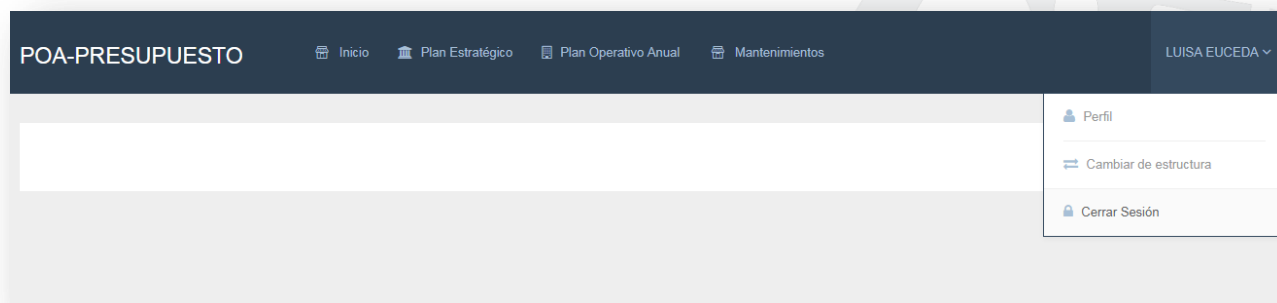 POA-PRESUPUESTO Inicio Plan Estratégico Plan Operativo Anual Mantenimientos LUISA EUCEDA
Perfil
Cambiar de estructura
Cerrar Sesión